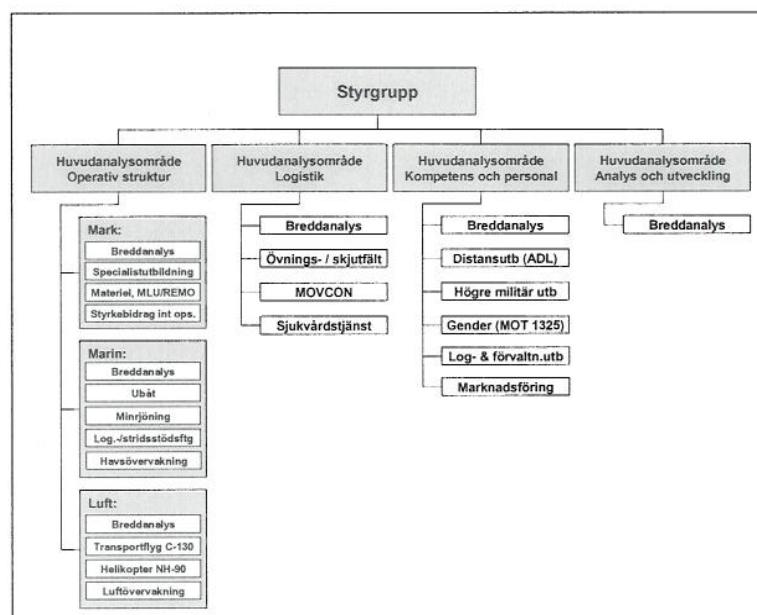 Styrgrupp
Huvudanalysområde
Operativ struktur
Mark:
Breddanalys
Specialistutbildning
Materiel, MLU/REMO
Styrkebidrag int ops.
Marin:
Breddanalys
Ubåt
Minrjöning
Log.-/stridsstödsftg
Havsövervakning
Luft:
Breddanalys
Transportflyg C-130
Helikopter NH-90
Luftövervakning
Huvudanalysområde
Logistik
Breddanalys
Övnings- / skjutfält
MOVCON
Sjukvårdstjänst
Huvudanalysområde
Kompetens och personal
Breddanalys
Distansutb (ADL)
Högre militär utb
Gender (MOT 1325)
Log- & förvaltn.utb
Marknadsföring
Huvudanalysområde
Analys och utveckling
Breddanalys